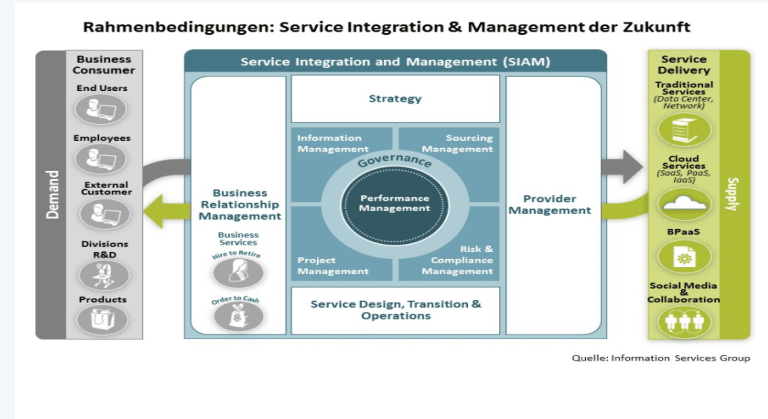 Rahmenbedingungen: Service Integration & Management der Zukunft
Demand
Business
Consumer
End Users
Employees
External
Customer
Divisions
R&D
Products
Service Integration and Management (SIAM)
Business
Relationship
Management
Business
Services
Hire to Retire
Order to Cash
Strategy
Information
Management
Sourcing
Management
Governance
Performance
Management
Project
Management
Risk &
Compliance
Management
Service Design, Transition &
Operations
Provider
Management
Service
Delivery
Traditional
Services
(Data Center,
Network)
Cloud
Services
(SaaS, PaaS,
IaaS)
BPaaS
Social Media
&
Collaboration
Supply
Quelle: Information Services Group